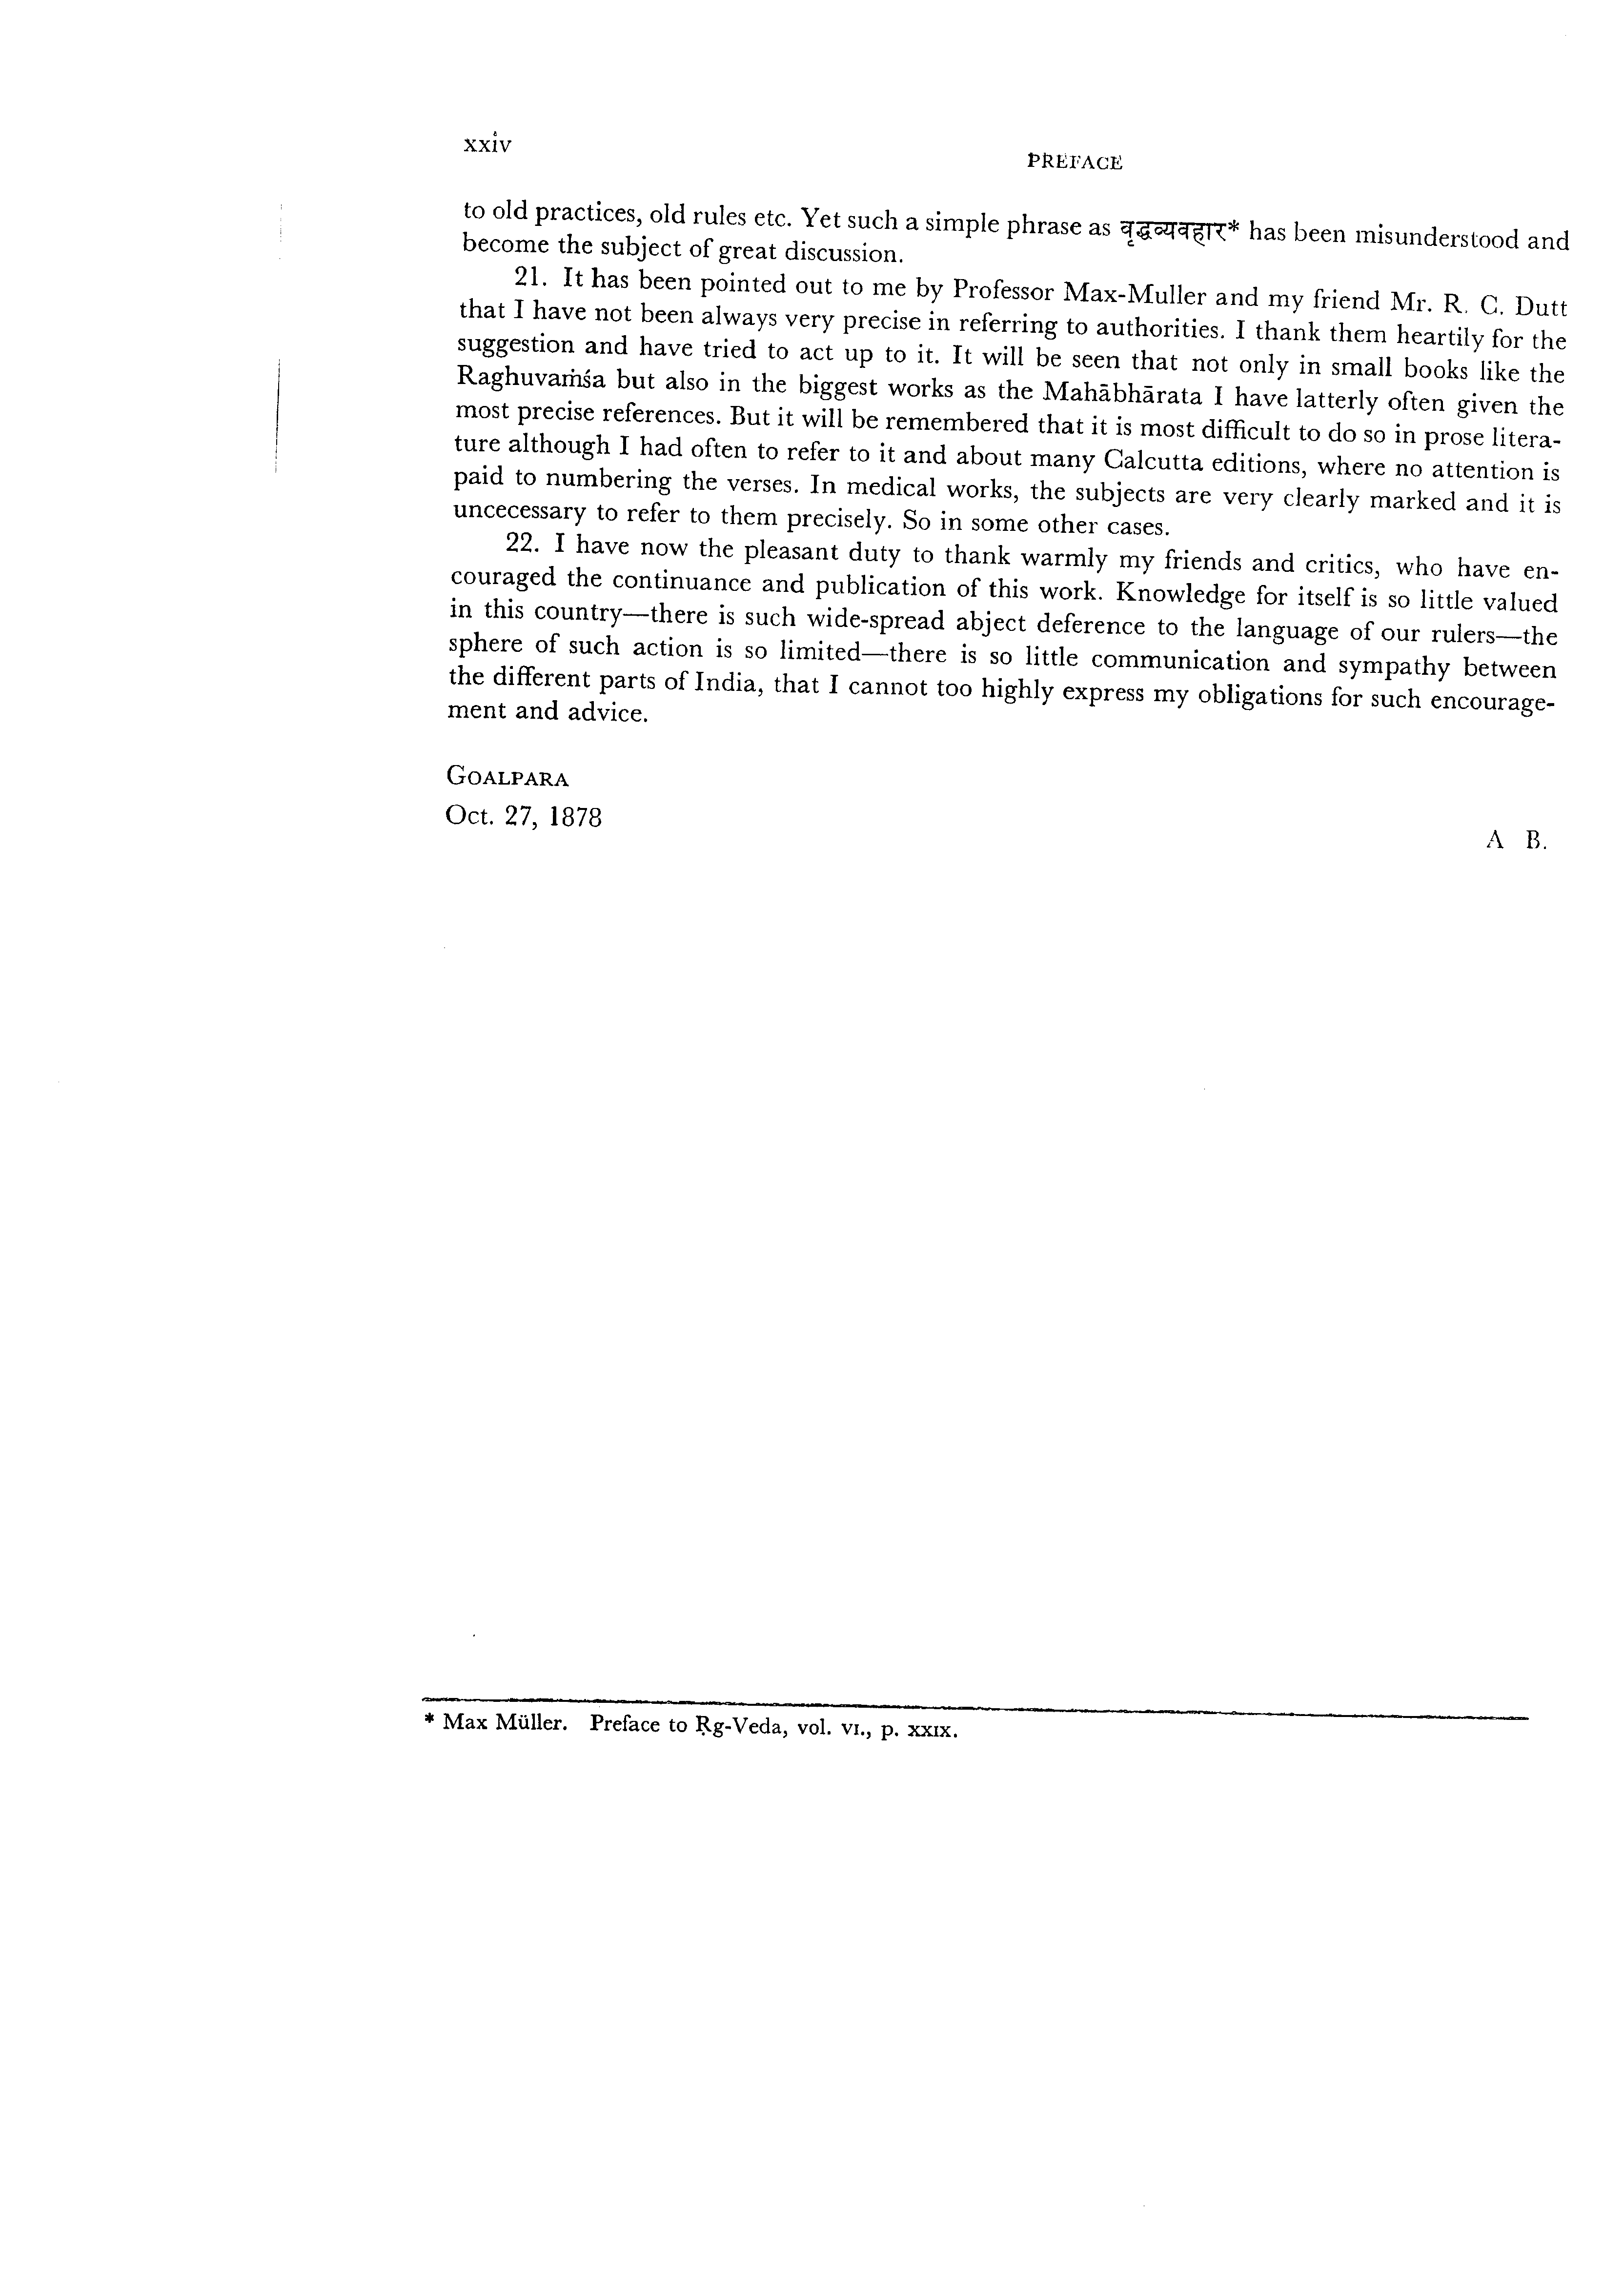 xxiv
PREFACE
to old practices, old rules etc. Yet such a simple phrase as वृद्धव्यवहार* has been misunderstood and
become the subject of great discussion.
21. It has been pointed out to me by Professor Max-Muller and my friend Mr. R. C. Dutt
that I have not been always very precise in referring to authorities. I thank them heartily for the
suggestion and have tried to act up to it. It will be seen that not only in small books like the
Raghuvaṁśa but also in the biggest works as the Mahābhārata I have latterly often given the
most precise references. But it will be remembered that it is most difficult to do so in prose litera-
ture although I had often to refer to it and about many Calcutta editions, where no attention is
paid to numbering the verses. In medical works, the subjects are very clearly marked and it is
uncecessary to refer to them precisely. So in some other cases.
22. I have now the pleasant duty to thank warmly my friends and critics, who have en-
couraged the continuance and publication of this work. Knowledge for itself is so little valued
in this country—there is such wide-spread abject deference to the language of our rulers—the
sphere of such action is so limited—there is so little communication and sympathy between
the different parts of India, that I cannot too highly express my obligations for such encourage-
ment and advice.
GOALPARA
Oct. 27, 1878
A B.
* Max Müller. Preface to Ṛg-Veda, vol. VI., p. XXIX.